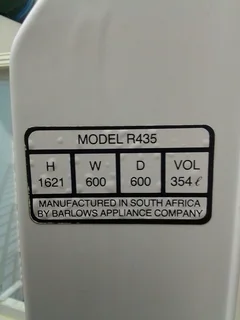 MODEL R435
H W D VOL
1621 600 600 354 ℓ
MANUFACTURED IN SOUTH AFRICA
BY BARLOWS APPLIANCE COMPANY